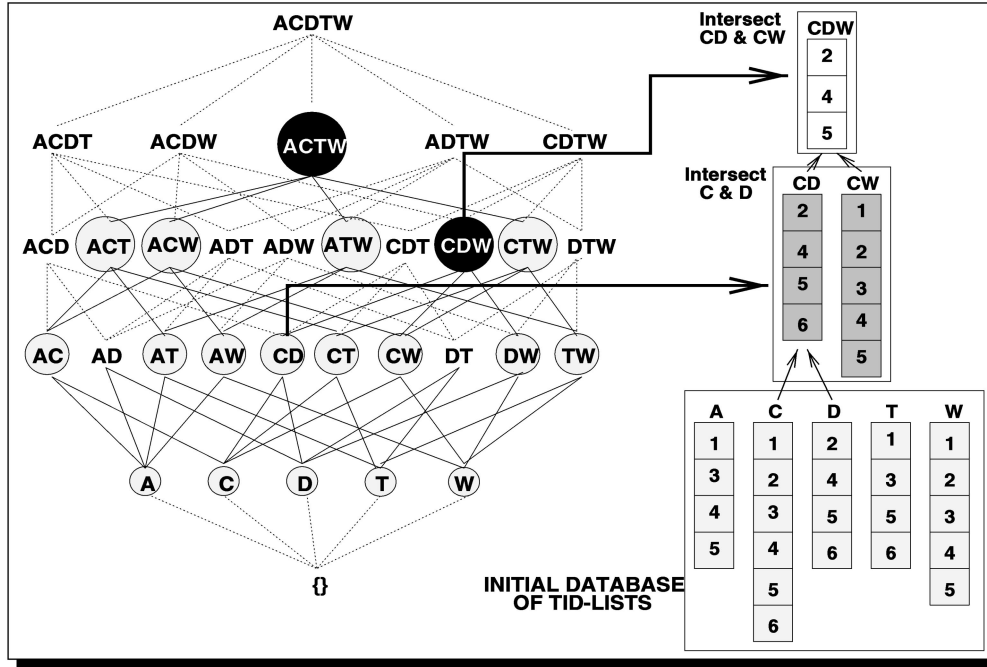 ACDTW
ACDT ACDW ACTW ADTW CDTW
ACD ACT ACW ADT ADW ATW CDT CDW CTW DTW
AC AD AT AW CD CT CW DT DW TW
A C D T W
{}
Intersect
CD & CW
CDW
2
4
5
Intersect
C & D
CD CW
2 1
4 2
5 3
6 4
5
INITIAL DATABASE
OF TID-LISTS
A C D T W
1 1 2 1 1
3 2 4 3 2
4 3 5 5 3
5 4 6 6 4
5 5
6